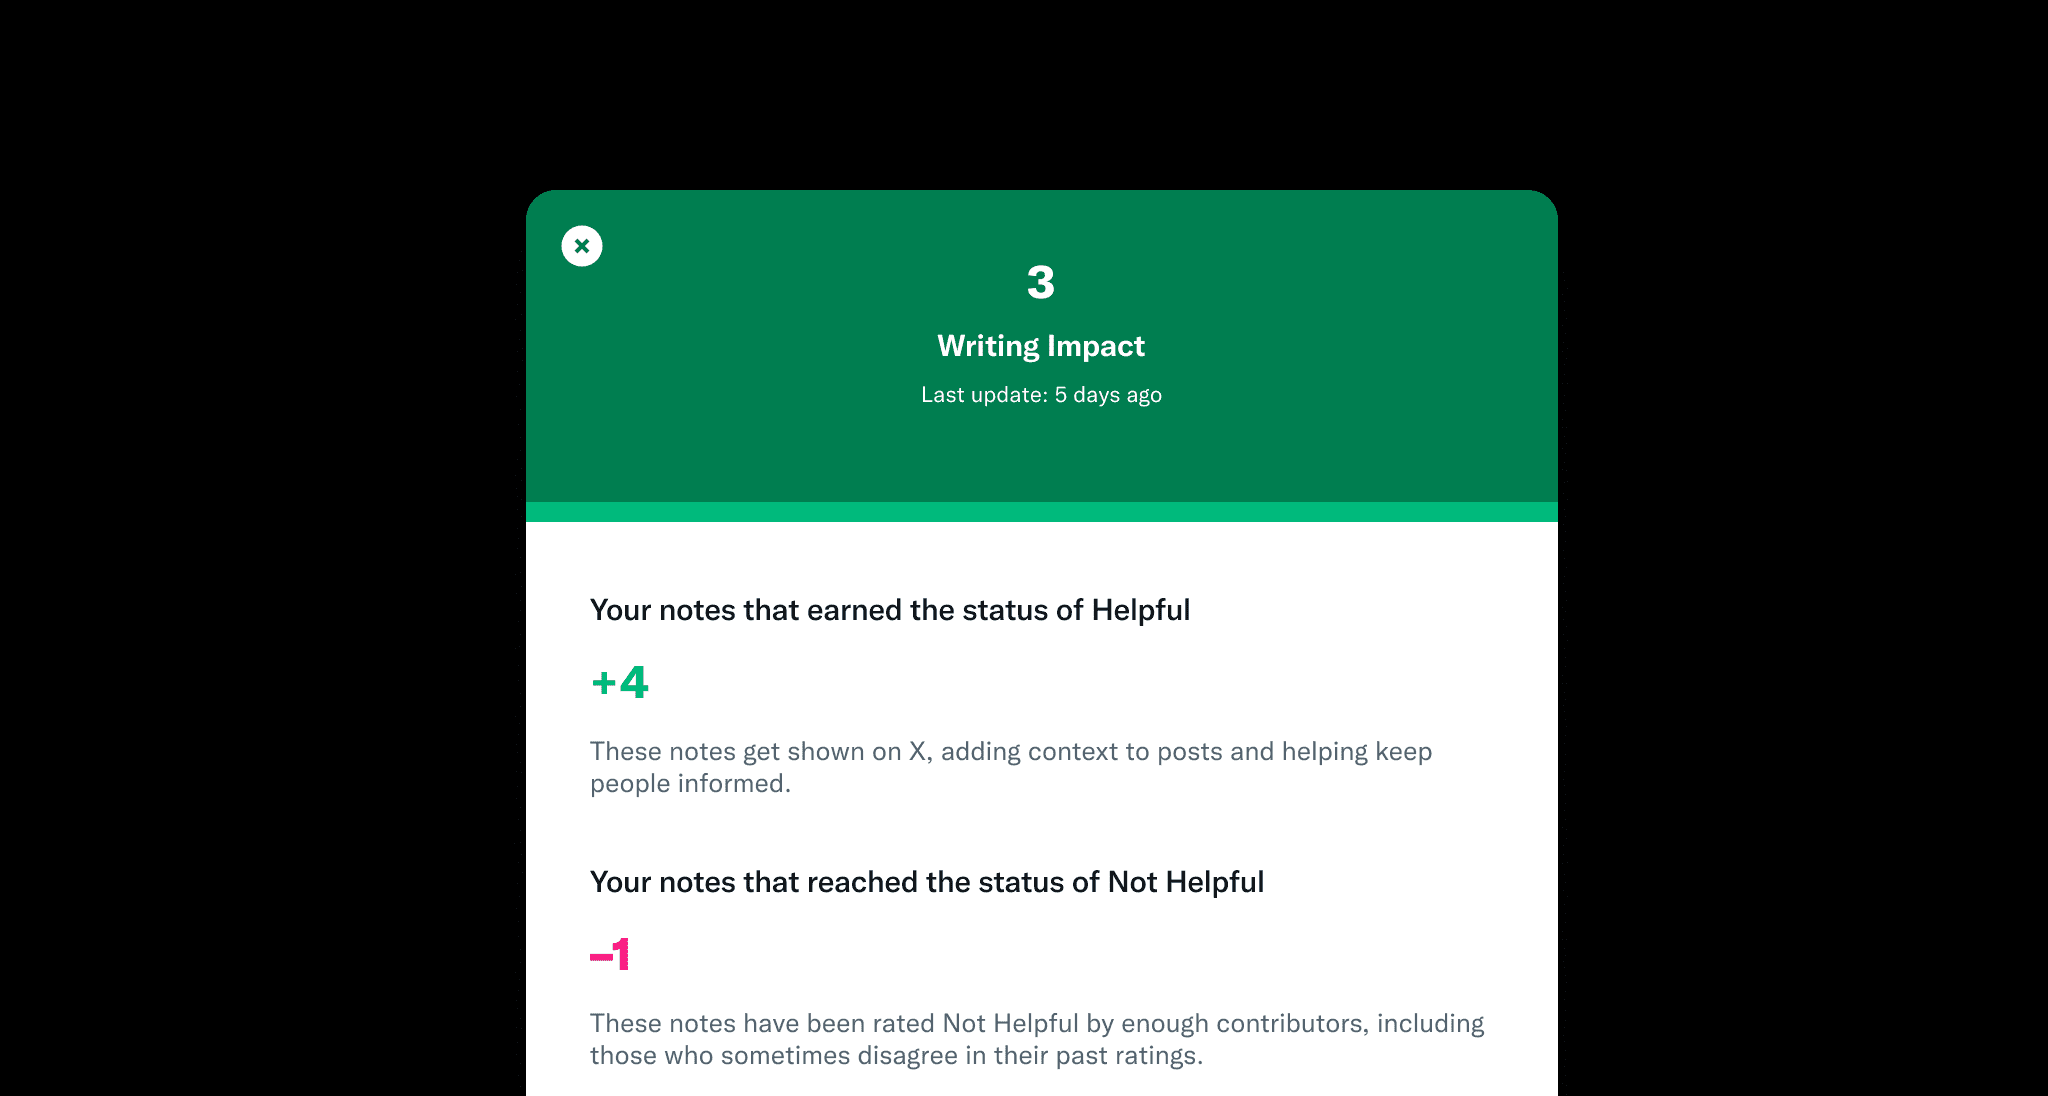 3
Writing Impact
Last update: 5 days ago
Your notes that earned the status of Helpful
+4
These notes get shown on X, adding context to posts and helping keep
people informed.
Your notes that reached the status of Not Helpful
–1
These notes have been rated Not Helpful by enough contributors, including
those who sometimes disagree in their past ratings.